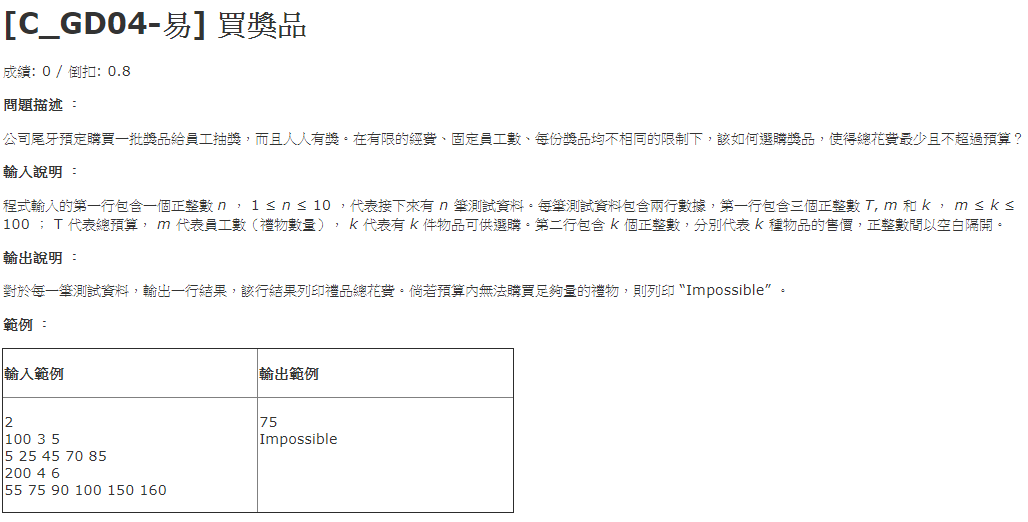 [C_GD04-易] 買獎品
成績: 0 / 倒扣: 0.8
問題描述 ：
公司尾牙預定購買一批獎品給員工抽獎，而且人人有獎。在有限的經費、固定員工數、每份獎品均不相同的限制下，該如何選購獎品，使得總花費最少且不超過預算？
輸入說明 ：
程式輸入的第一行包含一個正整數 n ， 1 ≤ n ≤ 10 ，代表接下來有 n 筆測試資料。每筆測試資料包含兩行數據，第一行包含三個正整數 T, m 和 k ， m ≤ k ≤
100 ； T 代表總預算， m 代表員工數（禮物數量）， k 代表有 k 件物品可供選購。第二行包含 k 個正整數，分別代表 k 種物品的售價，正整數間以空白隔開。
輸出說明 ：
對於每一筆測試資料，輸出一行結果，該行結果列印禮品總花費。倘若預算內無法購買足夠量的禮物，則列印 “Impossible” 。
範例 ：
輸入範例
輸出範例
2
100 3 5
5 25 45 70 85
200 4 6
55 75 90 100 150 160
75
Impossible